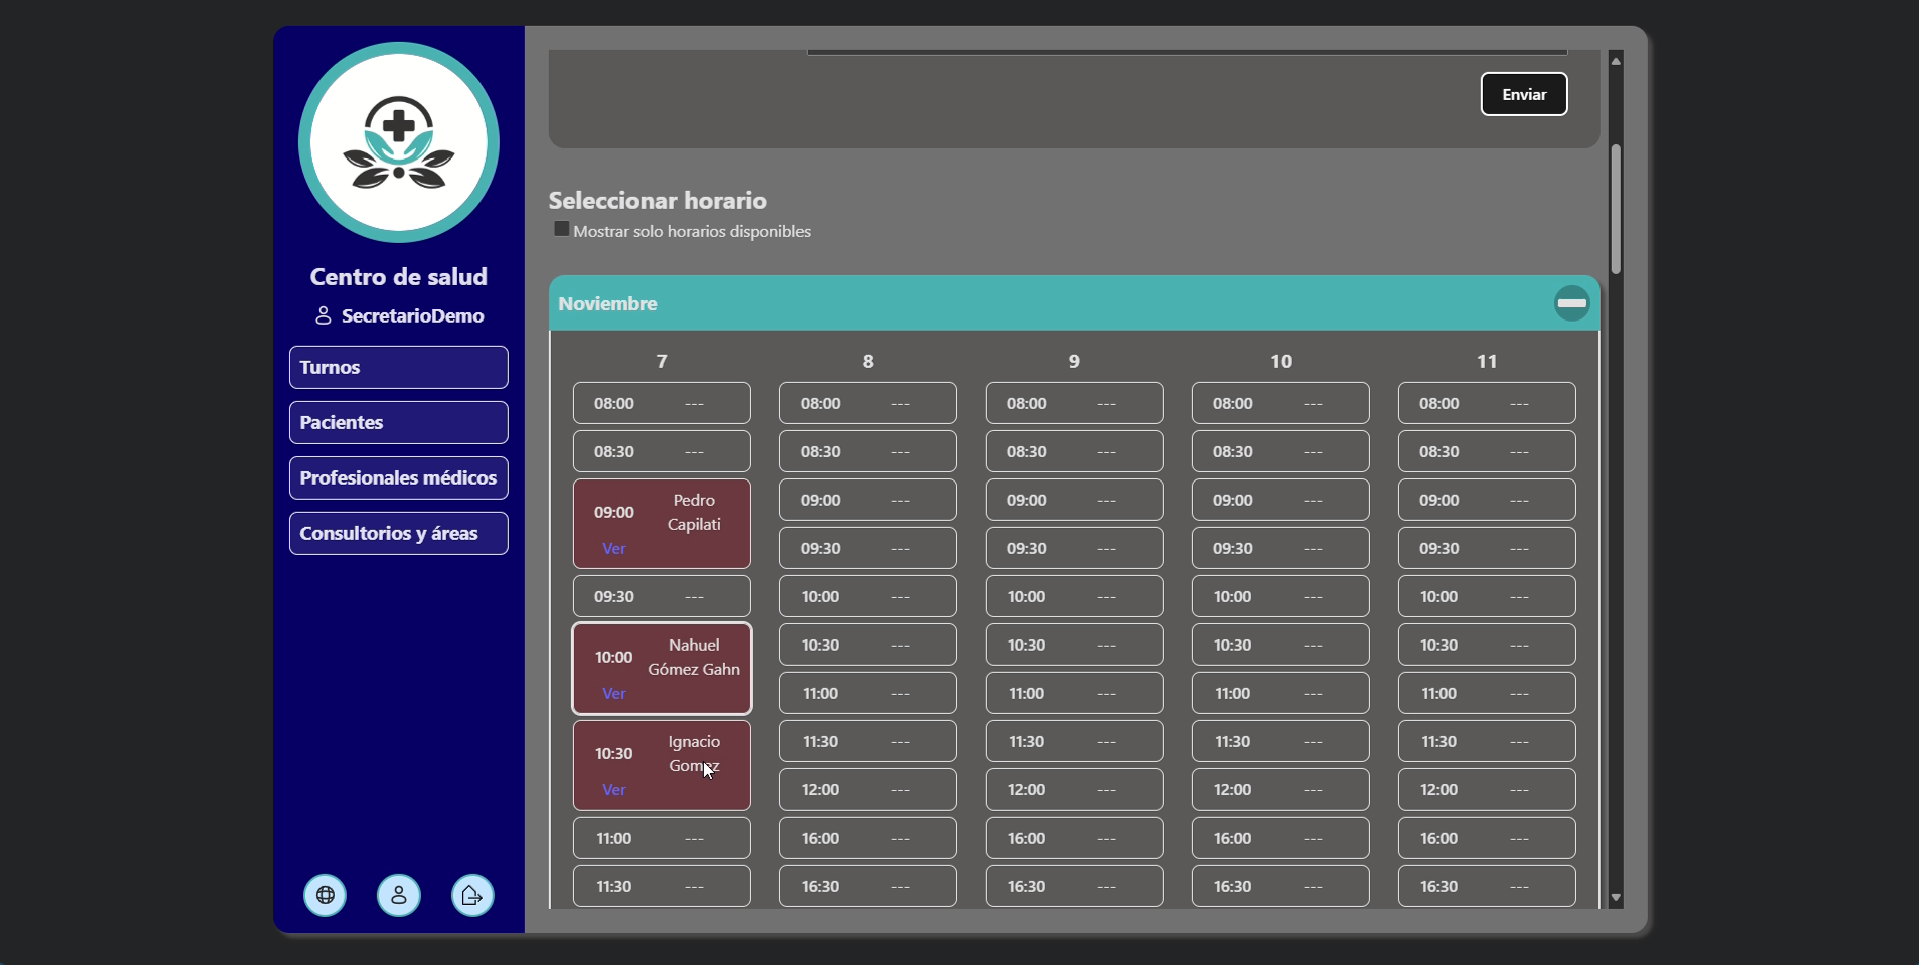 Enviar
Seleccionar horario
Mostrar solo horarios disponibles
Centro de salud
SecretarioDemo
Turnos
Pacientes
Profesionales médicos
Consultorios y áreas
Noviembre
7 8 9 10 11
08:00 --- 08:00 --- 08:00 --- 08:00 --- 08:00 ---
08:30 --- 08:30 --- 08:30 --- 08:30 --- 08:30 ---
09:00 Pedro Capilati 09:00 --- 09:00 --- 09:00 --- 09:00 ---
Ver 09:30 --- 09:30 --- 09:30 --- 09:30 ---
09:30 --- 10:00 --- 10:00 --- 10:00 --- 10:00 ---
10:00 Nahuel Gómez Gahn 10:30 --- 10:30 --- 10:30 --- 10:30 ---
Ver 11:00 --- 11:00 --- 11:00 --- 11:00 ---
10:30 Ignacio Gomez 11:30 --- 11:30 --- 11:30 --- 11:30 ---
Ver 12:00 --- 12:00 --- 12:00 --- 12:00 ---
11:00 --- 16:00 --- 16:00 --- 16:00 --- 16:00 ---
11:30 --- 16:30 --- 16:30 --- 16:30 --- 16:30 ---